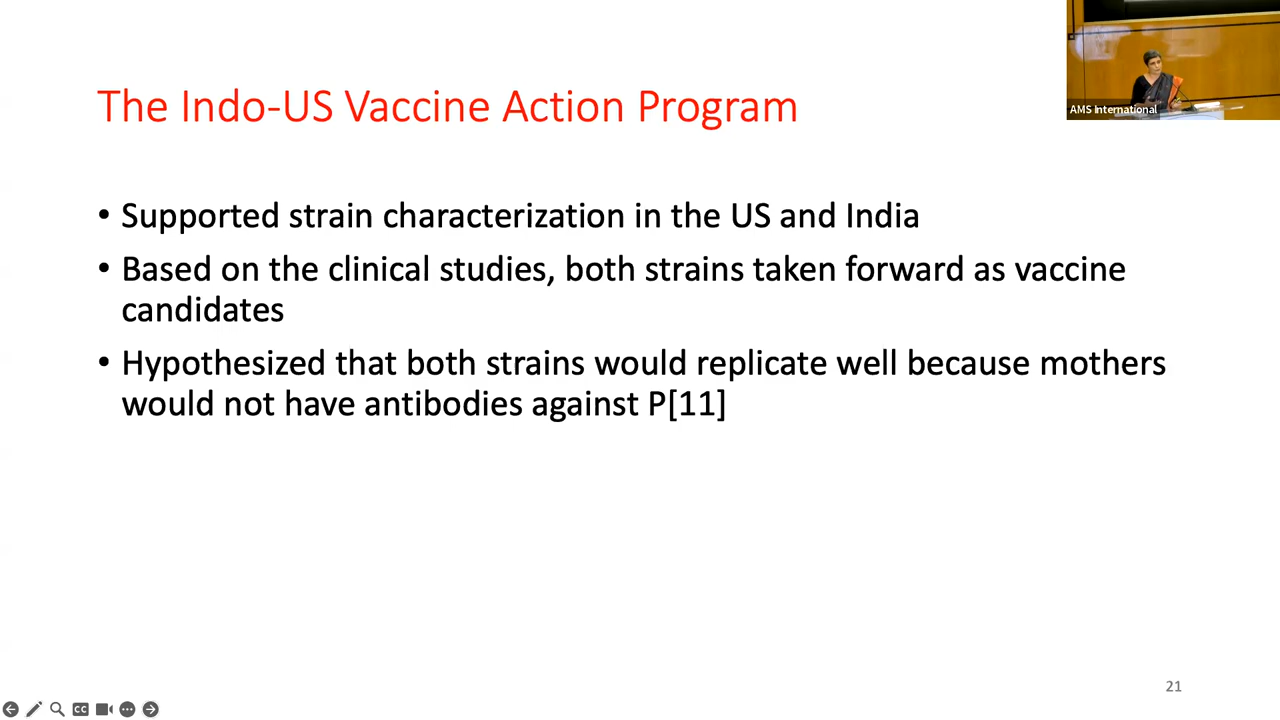 AMS International
The Indo-US Vaccine Action Program
• Supported strain characterization in the US and India
• Based on the clinical studies, both strains taken forward as vaccine
candidates
• Hypothesized that both strains would replicate well because mothers
would not have antibodies against P[11]
21
CC